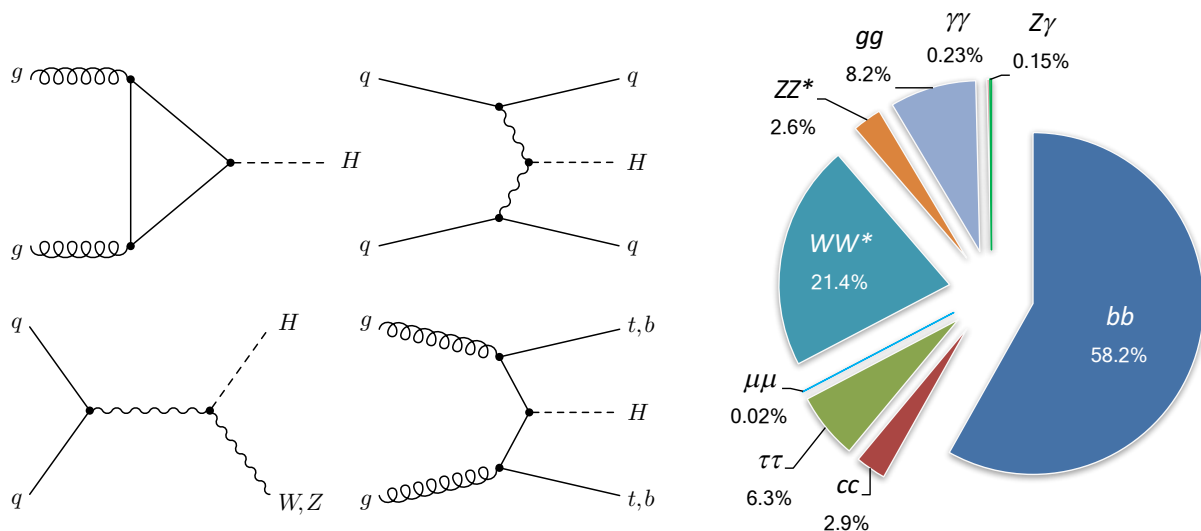 g
g
H
q
q
H
q
q
q
H
q
W, Z
g
t, b
H
g
t, b
γγ
0.23%
Zγ
0.15%
gg
8.2%
ZZ*
2.6%
WW*
21.4%
bb
58.2%
μμ
0.02%
ττ
6.3%
cc
2.9%